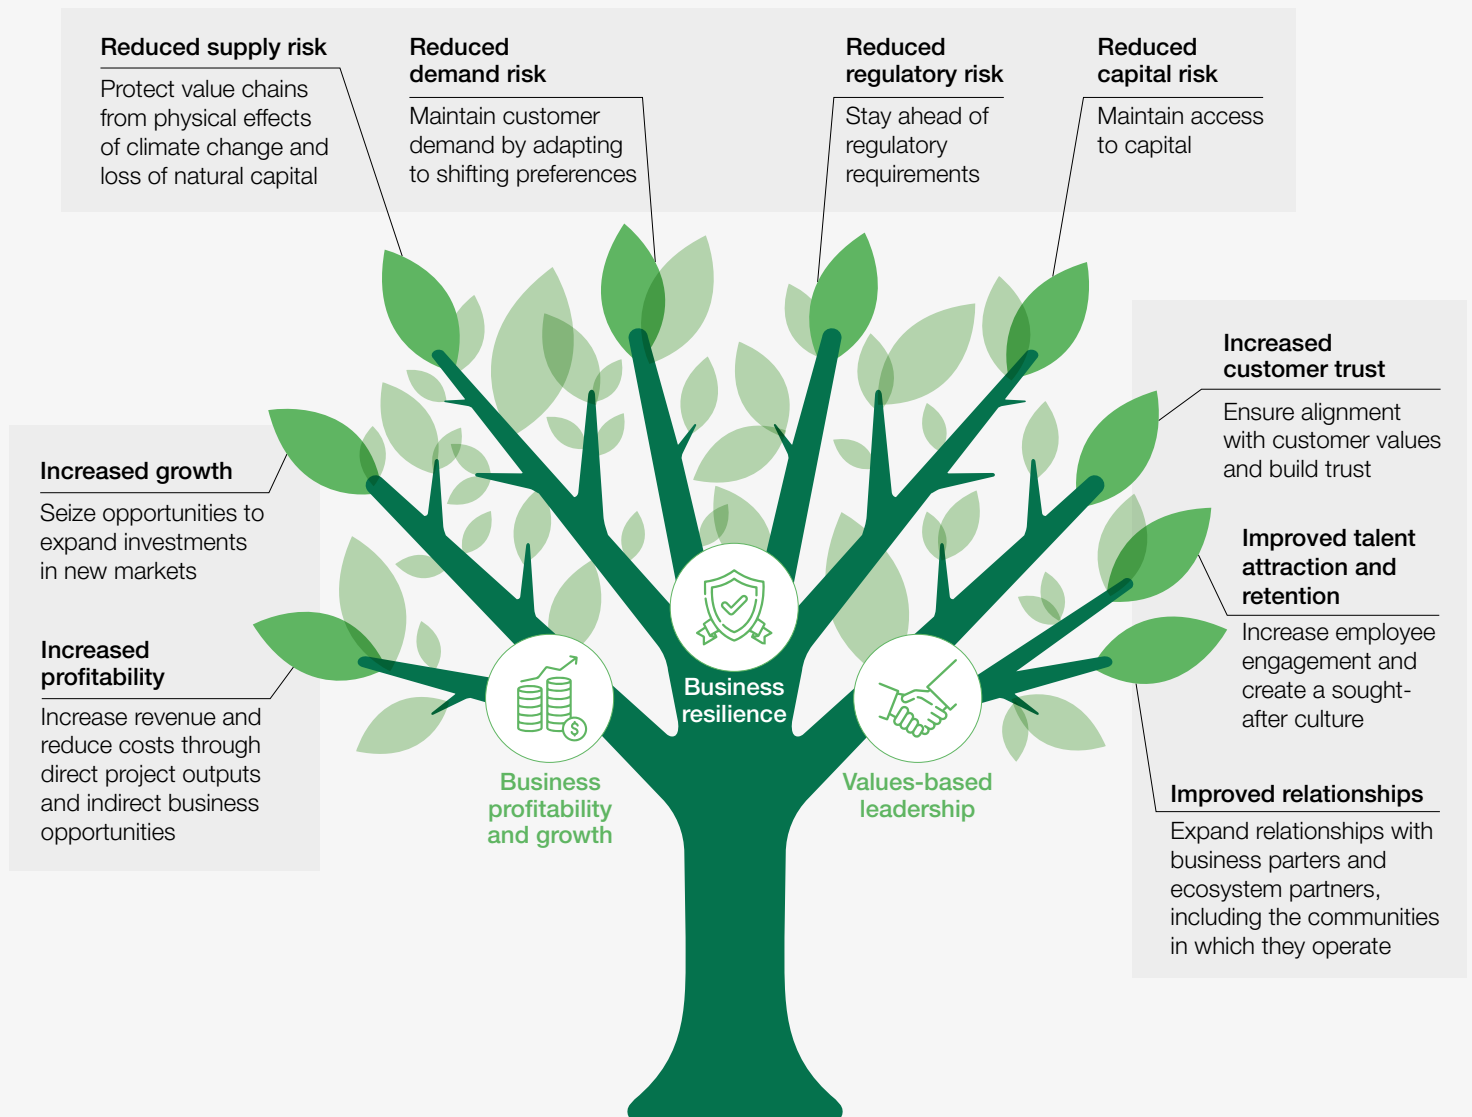 Reduced supply risk
Protect value chains
from physical effects
of climate change and
loss of natural capital
Reduced
demand risk
Maintain customer
demand by adapting
to shifting preferences
Reduced
regulatory risk
Stay ahead of
regulatory
requirements
Reduced
capital risk
Maintain access
to capital
Increased growth
Seize opportunities to
expand investments
in new markets
Increased
profitability
Increase revenue and
reduce costs through
direct project outputs
and indirect business
opportunities
$
Business
profitability
and growth
Business
resilience
Values-based
leadership
Increased
customer trust
Ensure alignment
with customer values
and build trust
Improved talent
attraction and
retention
Increase employee
engagement and
create a sought-
after culture
Improved relationships
Expand relationships with
business parters and
ecosystem partners,
including the communities
in which they operate